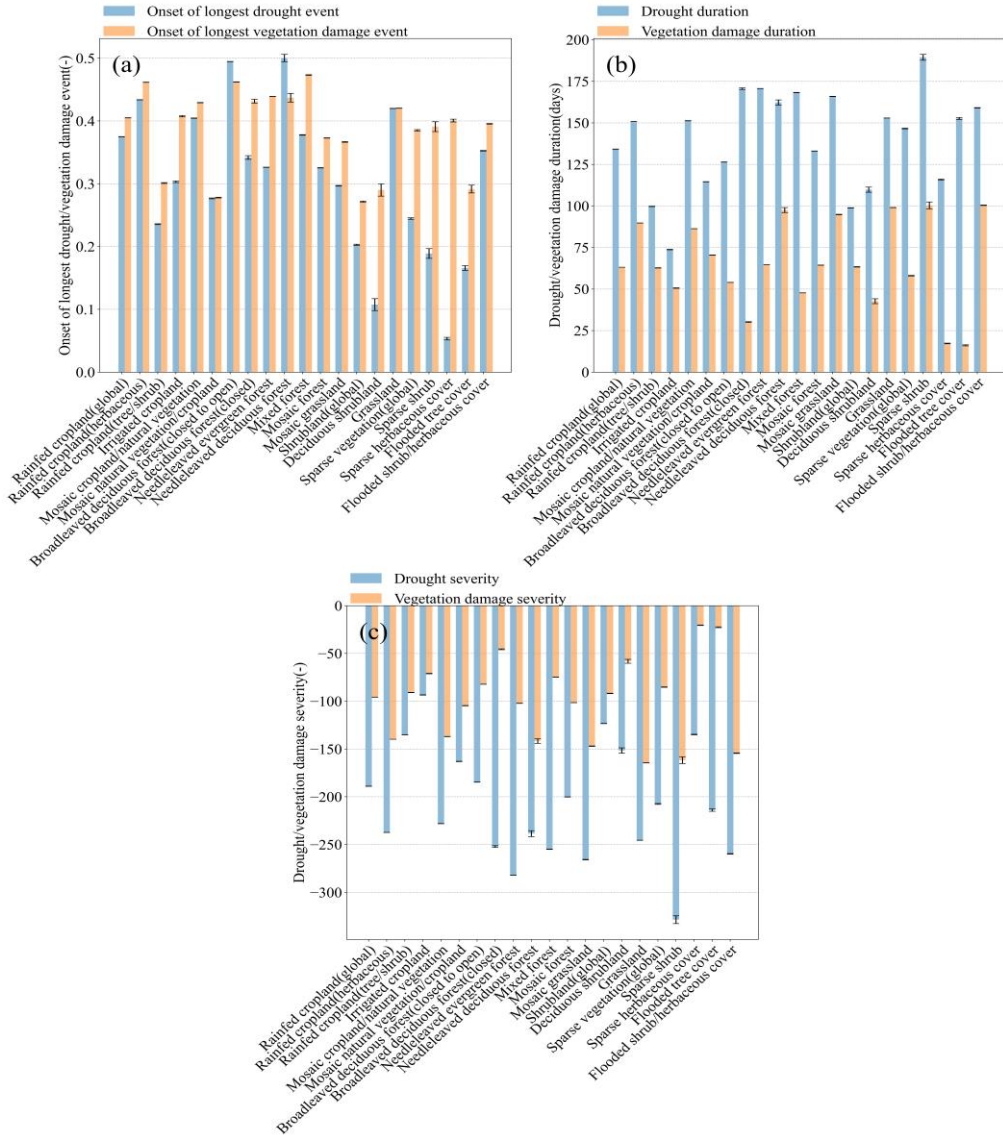 Onset of longest drought event
Onset of longest vegetation damage event
(a)
Onset of longest drought/vegetation damage event(-)
0.5
0.4
0.3
0.2
0.1
0.0
Rainfed cropland(global)
Rainfed cropland(herbaceous)
Rainfed cropland(tree/shrub)
Irrigated cropland
Mosaic cropland/natural vegetation
Mosaic natural vegetation/cropland
Broadleaved deciduous forest(closed to open)
Broadleaved deciduous forest(closed)
Needleleaved evergreen forest
Needleleaved deciduous forest
Mixed forest
Mosaic forest
Mosaic grassland
Shrubland(global)
Deciduous shrubland
Grassland
Sparse vegetation(global)
Sparse shrub
Sparse herbaceous cover
Flooded tree cover
Flooded shrub/herbaceous cover
Drought duration
Vegetation damage duration
(b)
Drought/vegetation damage duration(days)
200
175
150
125
100
75
50
25
0
Rainfed cropland(global)
Rainfed cropland(herbaceous)
Rainfed cropland(tree/shrub)
Irrigated cropland
Mosaic cropland/natural vegetation
Mosaic natural vegetation/cropland
Broadleaved deciduous forest(closed to open)
Broadleaved deciduous forest(closed)
Needleleaved evergreen forest
Needleleaved deciduous forest
Mixed forest
Mosaic forest
Mosaic grassland
Shrubland(global)
Deciduous shrubland
Grassland
Sparse vegetation(global)
Sparse shrub
Sparse herbaceous cover
Flooded tree cover
Flooded shrub/herbaceous cover
Drought severity
Vegetation damage severity
(c)
Drought/vegetation damage severity(-)
0
−50
−100
−150
−200
−250
−300
Rainfed cropland(global)
Rainfed cropland(herbaceous)
Rainfed cropland(tree/shrub)
Irrigated cropland
Mosaic cropland/natural vegetation
Mosaic natural vegetation/cropland
Broadleaved deciduous forest(closed to open)
Broadleaved deciduous forest(closed)
Needleleaved evergreen forest
Needleleaved deciduous forest
Mixed forest
Mosaic forest
Mosaic grassland
Shrubland(global)
Deciduous shrubland
Grassland
Sparse vegetation(global)
Sparse shrub
Sparse herbaceous cover
Flooded tree cover
Flooded shrub/herbaceous cover